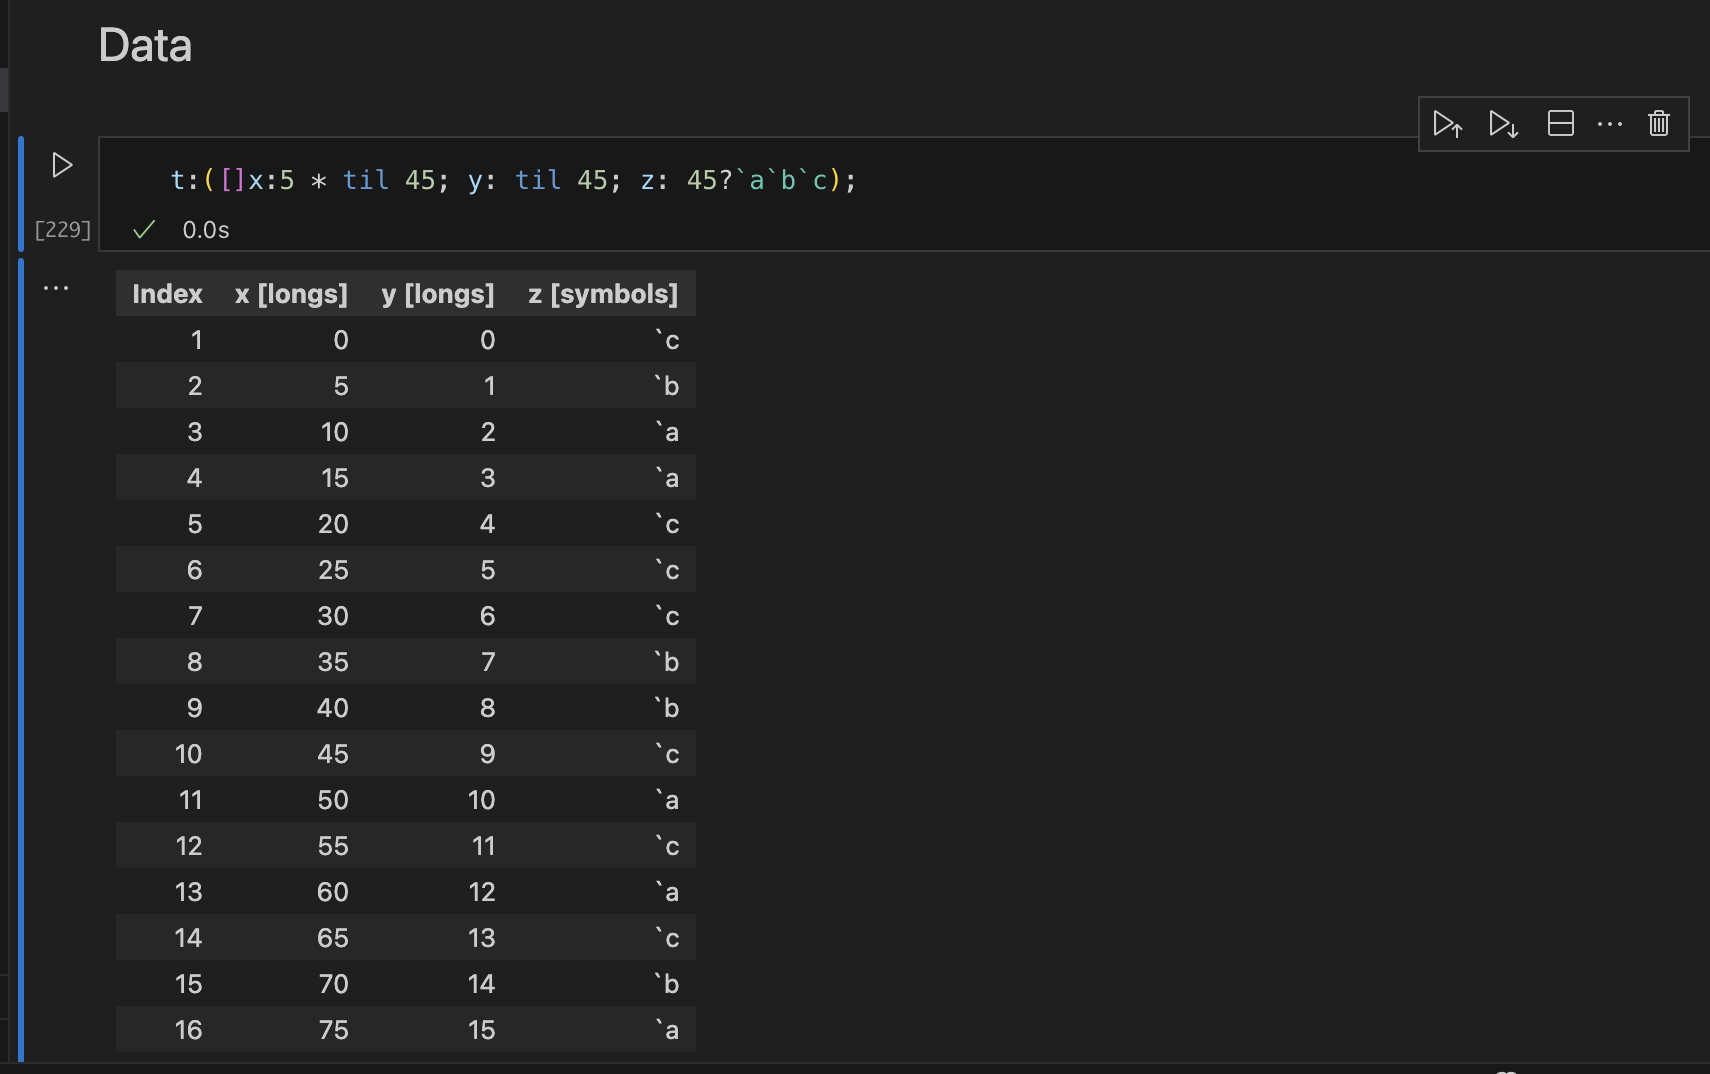 Data
t:([]x:5 * til 45; y: til 45; z: 45?`a`b`c);
[229] 0.0s
Index x [longs] y [longs] z [symbols]
1 0 0 `c
2 5 1 `b
3 10 2 `a
4 15 3 `a
5 20 4 `c
6 25 5 `c
7 30 6 `c
8 35 7 `b
9 40 8 `b
10 45 9 `c
11 50 10 `a
12 55 11 `c
13 60 12 `a
14 65 13 `c
15 70 14 `b
16 75 15 `a